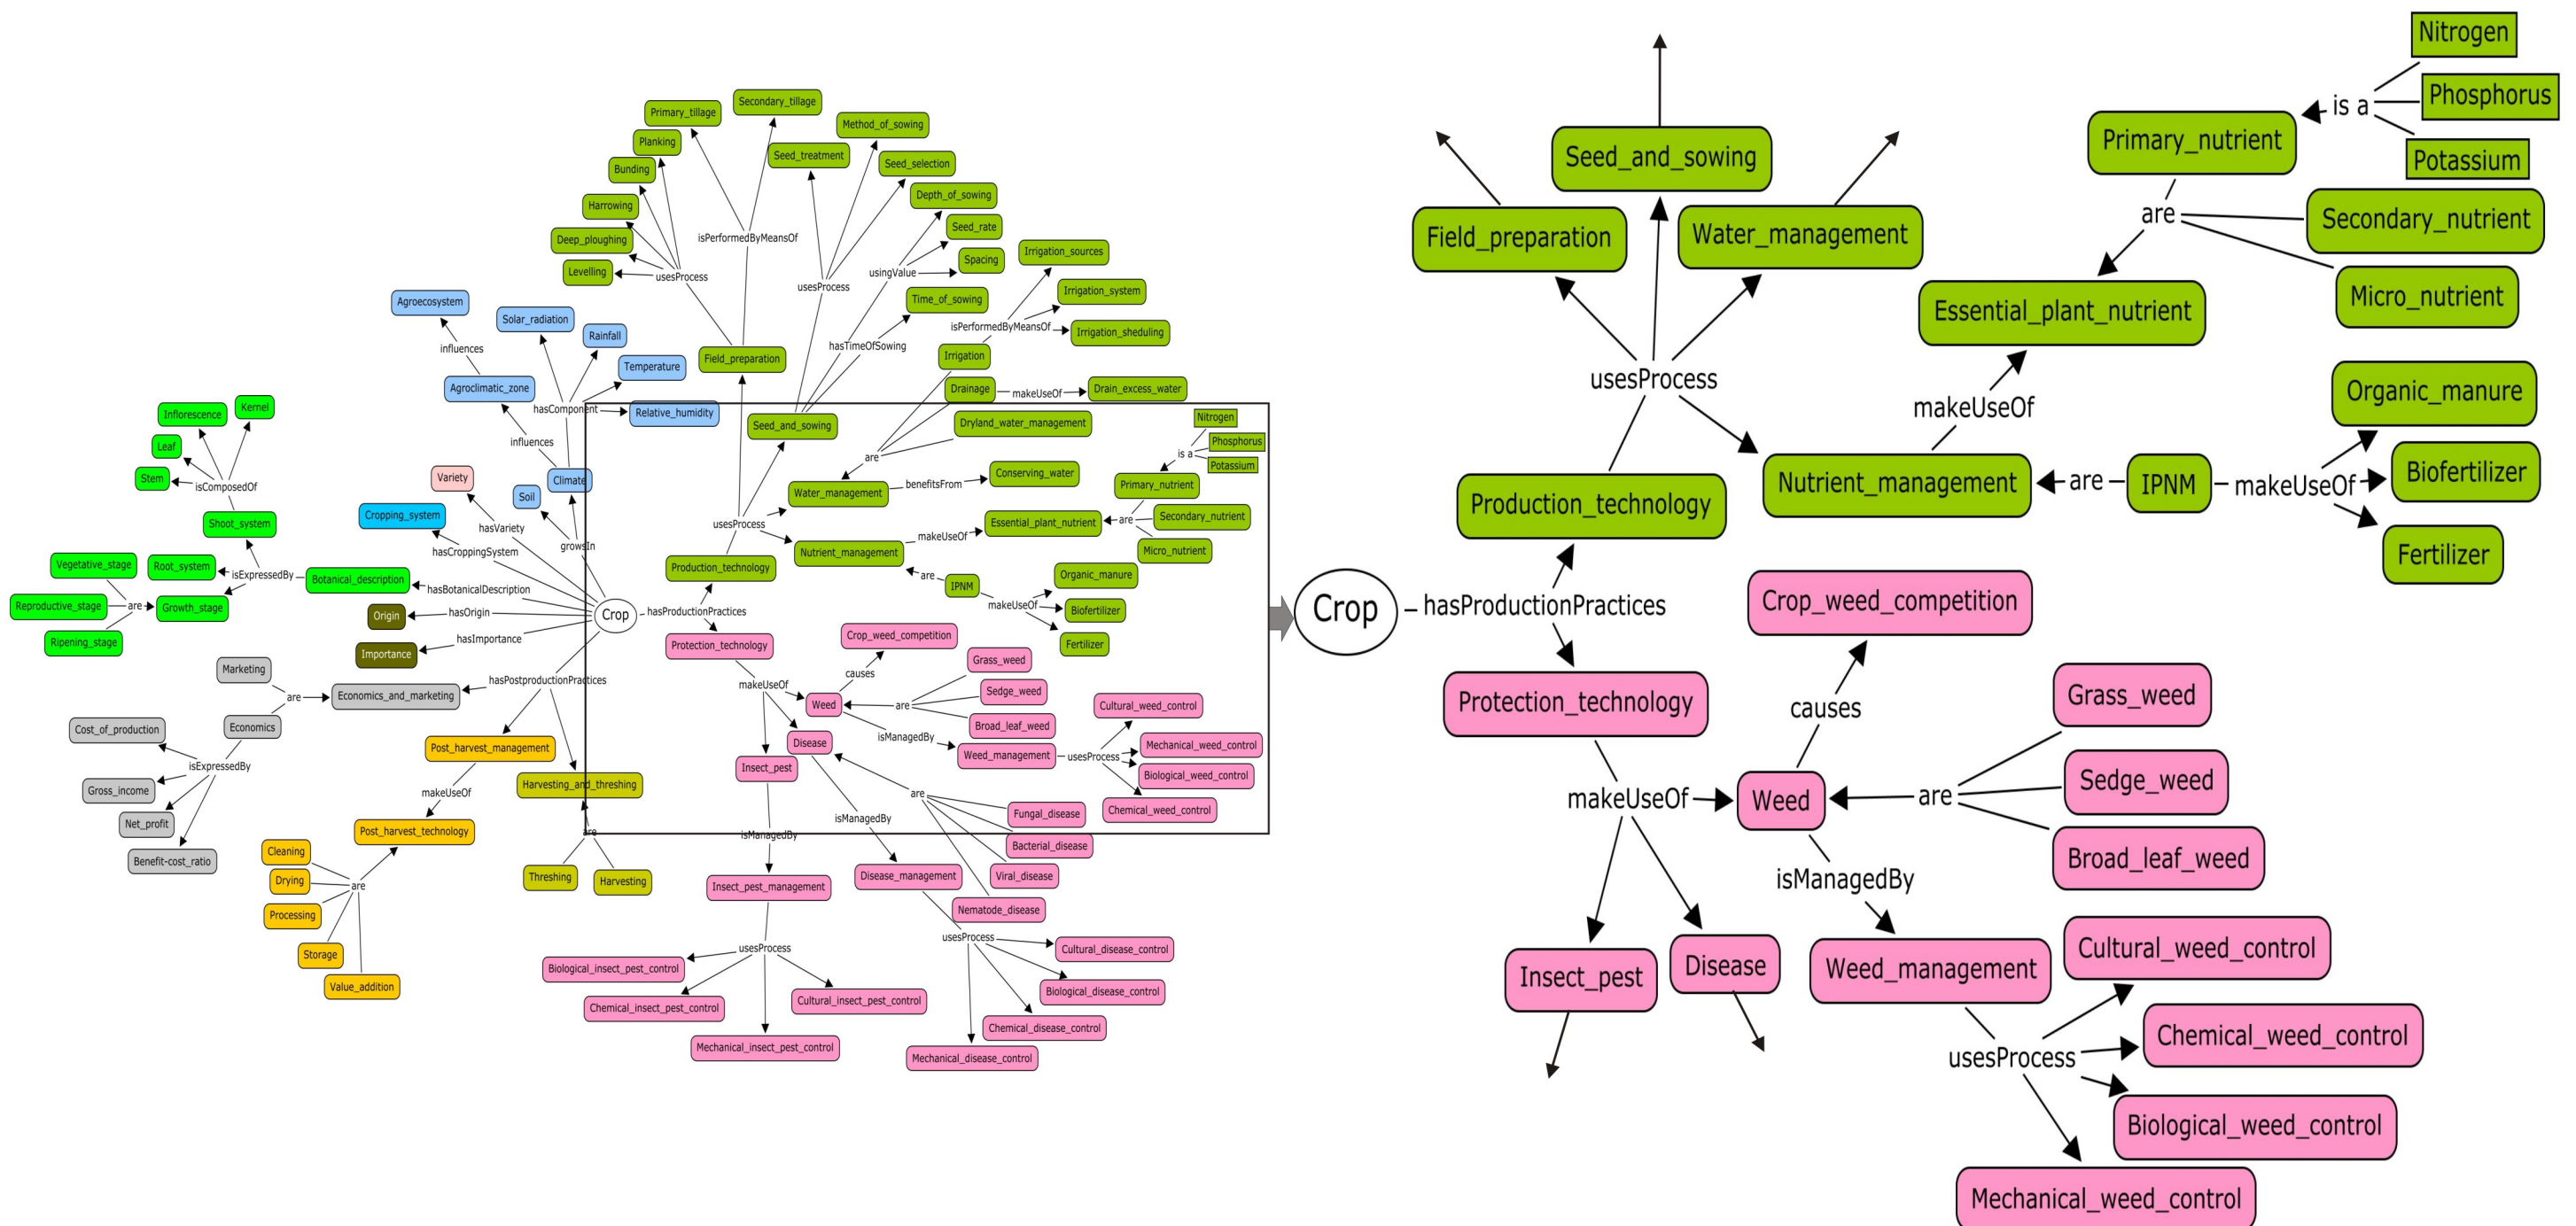 Primary_tillage
Secondary_tillage
Planking
Method_of_sowing
Seed_treatment
Seed_selection
Bunding
Depth_of_sowing
Harrowing
Seed_rate
Deep_ploughing
isPerformedByMeansOf
Irrigation_sources
Spacing
Levelling
usesProcess
usingValue
usesProcess
Irrigation_system
Time_of_sowing
isPerformedByMeansOf
Irrigation_sheduling
hasTimeOfSowing
Agroecosystem
Solar_radiation
Rainfall
influences
Field_preparation
Irrigation
Temperature
Agroclimatic_zone
Drainage
makeUseOf
Drain_excess_water
hasComponent
Relative_humidity
Seed_and_sowing
Dryland_water_management
Nitrogen
Phosphorus
Potassium
is a
influences
are
Inflorescence
Kernel
Leaf
Stem
isComposedOf
Variety
Climate
Soil
Conserving_water
Primary_nutrient
Water_management
benefitsFrom
Cropping_system
Shoot_system
hasVariety
usesProcess
Essential_plant_nutrient
are
Secondary_nutrient
hasCroppingSystem
growsIn
Nutrient_management
makeUseOf
Micro_nutrient
Vegetative_stage
Root_system
isExpressedBy
Botanical_description
hasBotanicalDescription
Production_technology
are
IPNM
Organic_manure
Reproductive_stage
are
Growth_stage
Origin
hasOrigin
Crop
hasProductionPractices
makeUseOf
Biofertilizer
Ripening_stage
hasImportance
Importance
Protection_technology
Crop_weed_competition
Fertilizer
Marketing
causes
Grass_weed
hasPostproductionPractices
makeUseOf
are
Economics_and_marketing
Weed
are
Sedge_weed
Cultural_weed_control
Economics
Broad_leaf_weed
Cost_of_production
Post_harvest_management
Disease
isManagedBy
Weed_management
usesProcess
Mechanical_weed_control
isExpressedBy
Insect_pest
Biological_weed_control
Gross_income
makeUseOf
Harvesting_and_threshing
are
Chemical_weed_control
Net_profit
Post_harvest_technology
are
isManagedBy
isManagedBy
Fungal_disease
Benefit-cost_ratio
Cleaning
Bacterial_disease
Drying
are
Threshing
Harvesting
Insect_pest_management
Disease_management
Viral_disease
Processing
Nematode_disease
Storage
usesProcess
usesProcess
Cultural_disease_control
Value_addition
Biological_insect_pest_control
Biological_disease_control
Chemical_insect_pest_control
Cultural_insect_pest_control
Chemical_disease_control
Mechanical_insect_pest_control
Mechanical_disease_control
Nitrogen
is a
Phosphorus
Primary_nutrient
Potassium
Seed_and_sowing
are
Secondary_nutrient
Field_preparation
Water_management
Micro_nutrient
Essential_plant_nutrient
usesProcess
makeUseOf
Organic_manure
Production_technology
Nutrient_management
are
IPNM
makeUseOf
Biofertilizer
Fertilizer
Crop
hasProductionPractices
Crop_weed_competition
Protection_technology
causes
Grass_weed
makeUseOf
Weed
are
Sedge_weed
Broad_leaf_weed
isManagedBy
Insect_pest
Disease
Weed_management
Cultural_weed_control
usesProcess
Chemical_weed_control
Biological_weed_control
Mechanical_weed_control